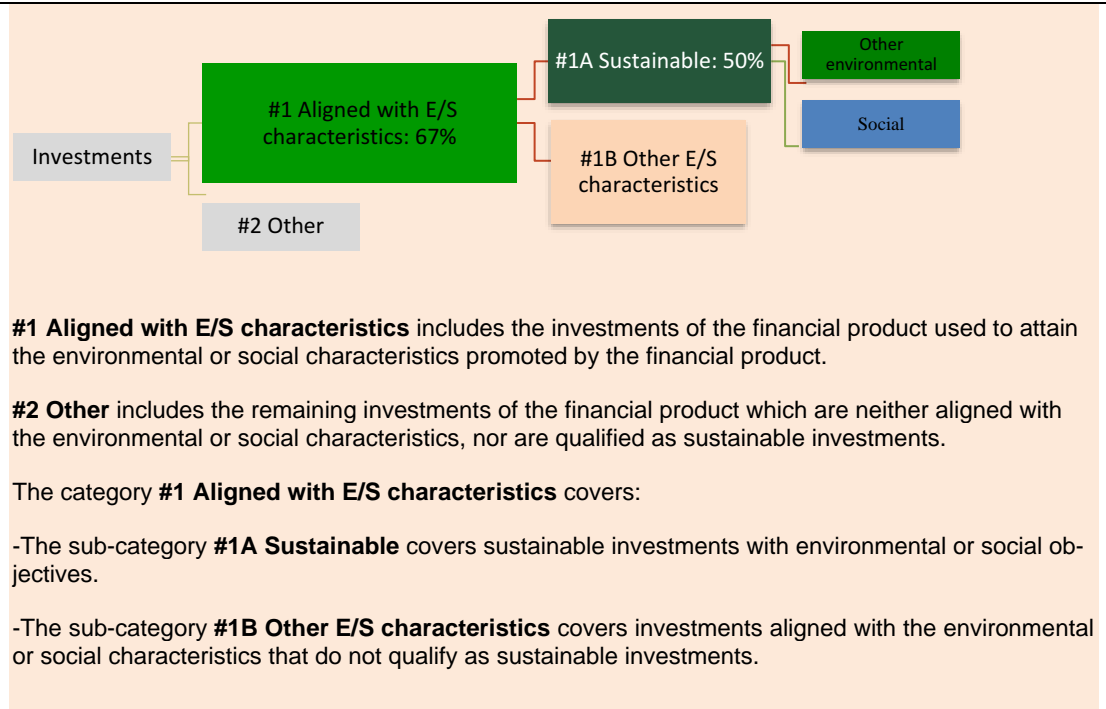 Investments
#1 Aligned with E/S
characteristics: 67%
#2 Other
#1A Sustainable: 50%
#1B Other E/S
characteristics
Other
environmental
Social
#1 Aligned with E/S characteristics includes the investments of the financial product used to attain
the environmental or social characteristics promoted by the financial product.
#2 Other includes the remaining investments of the financial product which are neither aligned with
the environmental or social characteristics, nor are qualified as sustainable investments.
The category #1 Aligned with E/S characteristics covers:
-The sub-category #1A Sustainable covers sustainable investments with environmental or social ob-
jectives.
-The sub-category #1B Other E/S characteristics covers investments aligned with the environmental
or social characteristics that do not qualify as sustainable investments.